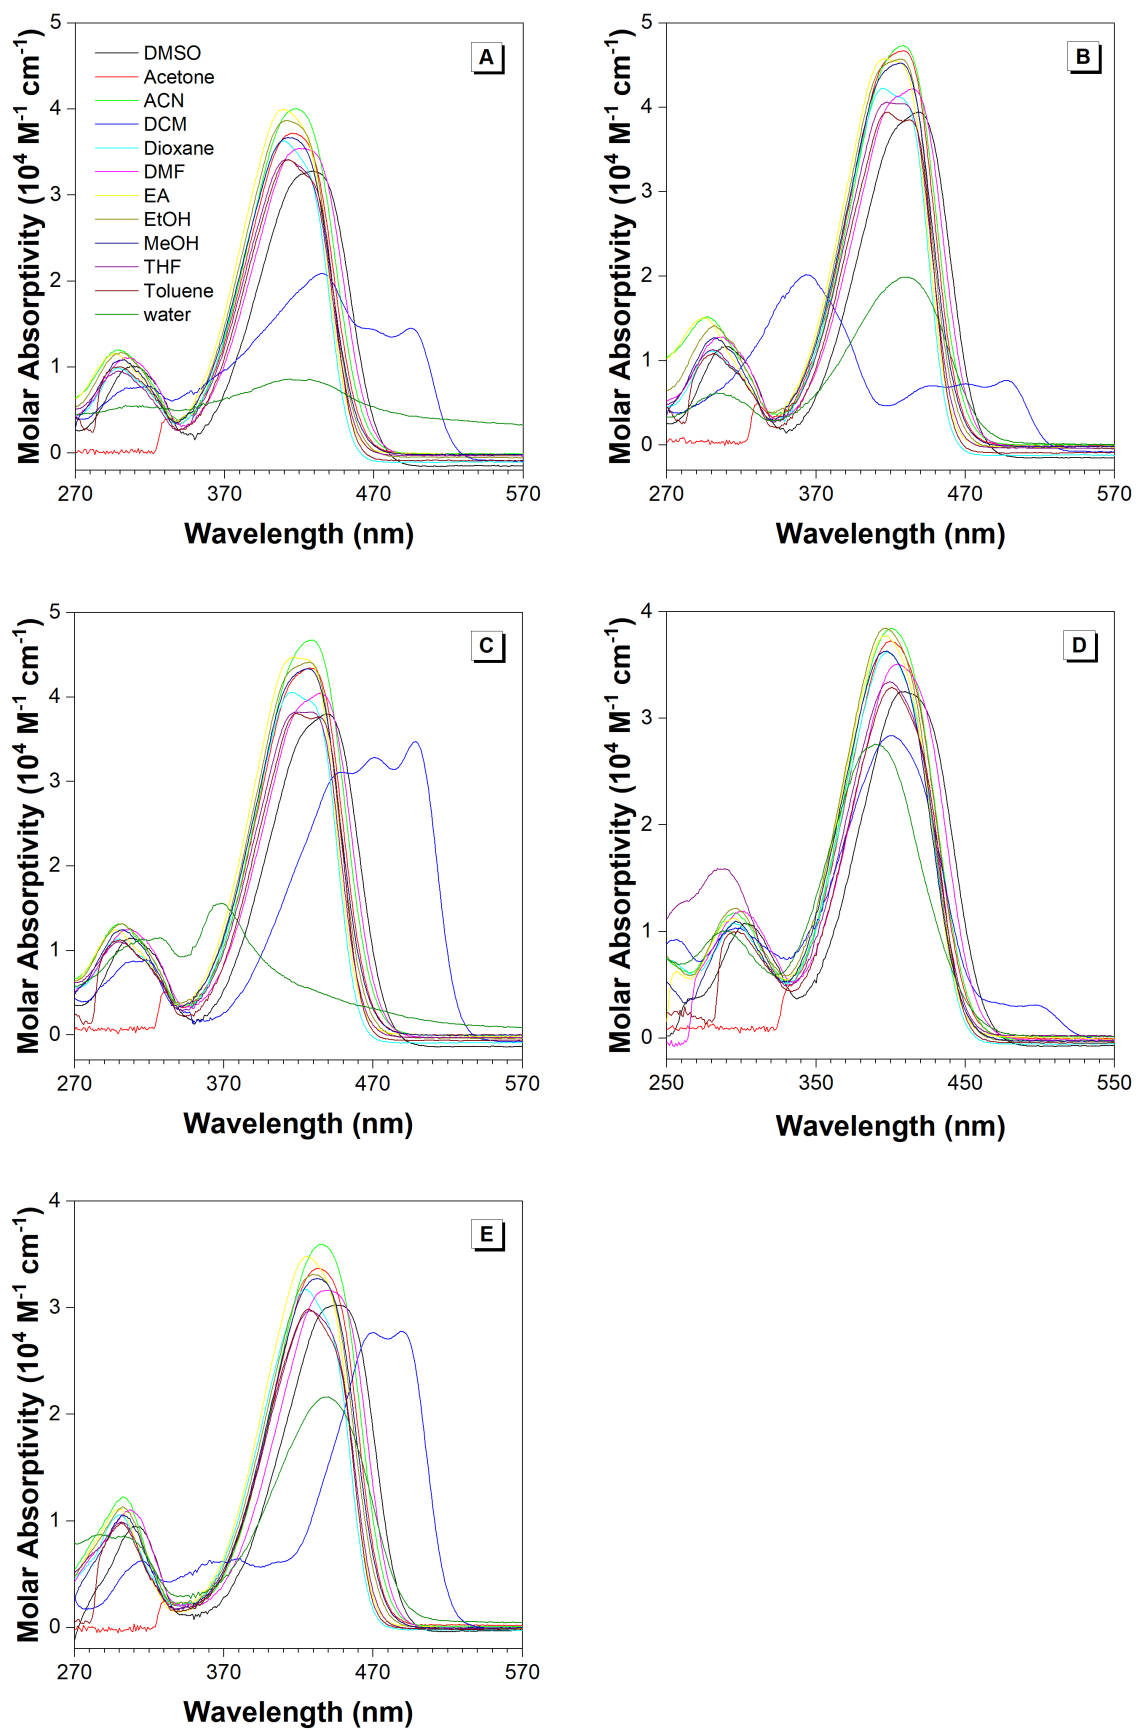 5
4
3
2
1
0
Molar Absorptivity (10⁴ M⁻¹ cm⁻¹)
DMSO
Acetone
ACN
DCM
Dioxane
DMF
EA
EtOH
MeOH
THF
Toluene
water
A
270 370 470 570
Wavelength (nm)
5
4
3
2
1
0
Molar Absorptivity (10⁴ M⁻¹ cm⁻¹)
B
270 370 470 570
Wavelength (nm)
5
4
3
2
1
0
Molar Absorptivity (10⁴ M⁻¹ cm⁻¹)
C
270 370 470 570
Wavelength (nm)
4
3
2
1
0
Molar Absorptivity (10⁴ M⁻¹ cm⁻¹)
D
250 350 450 550
Wavelength (nm)
4
3
2
1
0
Molar Absorptivity (10⁴ M⁻¹ cm⁻¹)
E
270 370 470 570
Wavelength (nm)